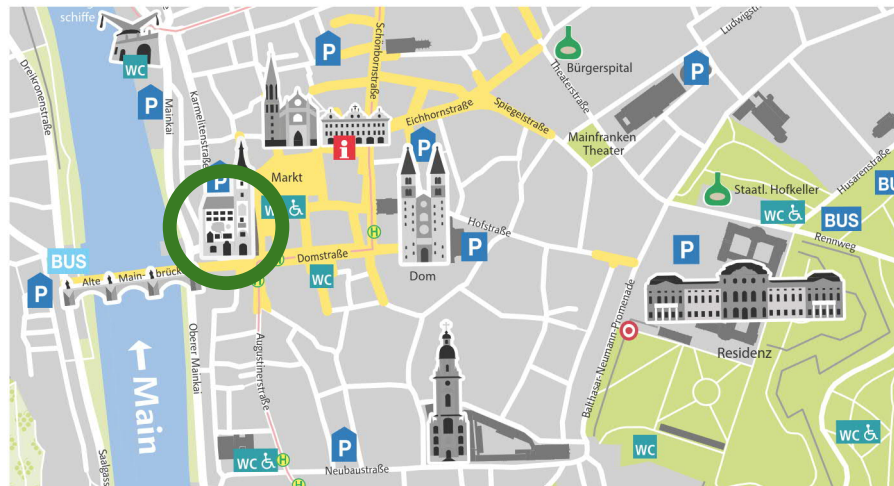 schiffe
Dreikronenstraße
WC
P
Mainkai
Karmelitenstraße
P
Schönbornstraße
P
Bürgerspital
Theaterstraße
Ludwigstraße
P
Eichhornstraße
Spiegelstraße
Mainfranken
Theater
i
Markt
P
P
WC
Staatl. Hofkeller
WC
Husarenstraße
BU
BUS
Rennweg
BUS
P
Alte Main-brücke
H
Domstraße
WC
H
H
Dom
Hofstraße
P
P
Balthasar-Neumann-Promenade
Residenz
← Main
Oberer Mainkai
Augustinerstraße
Saalgass
WC
H
H
P
Neubaustraße
WC
WC